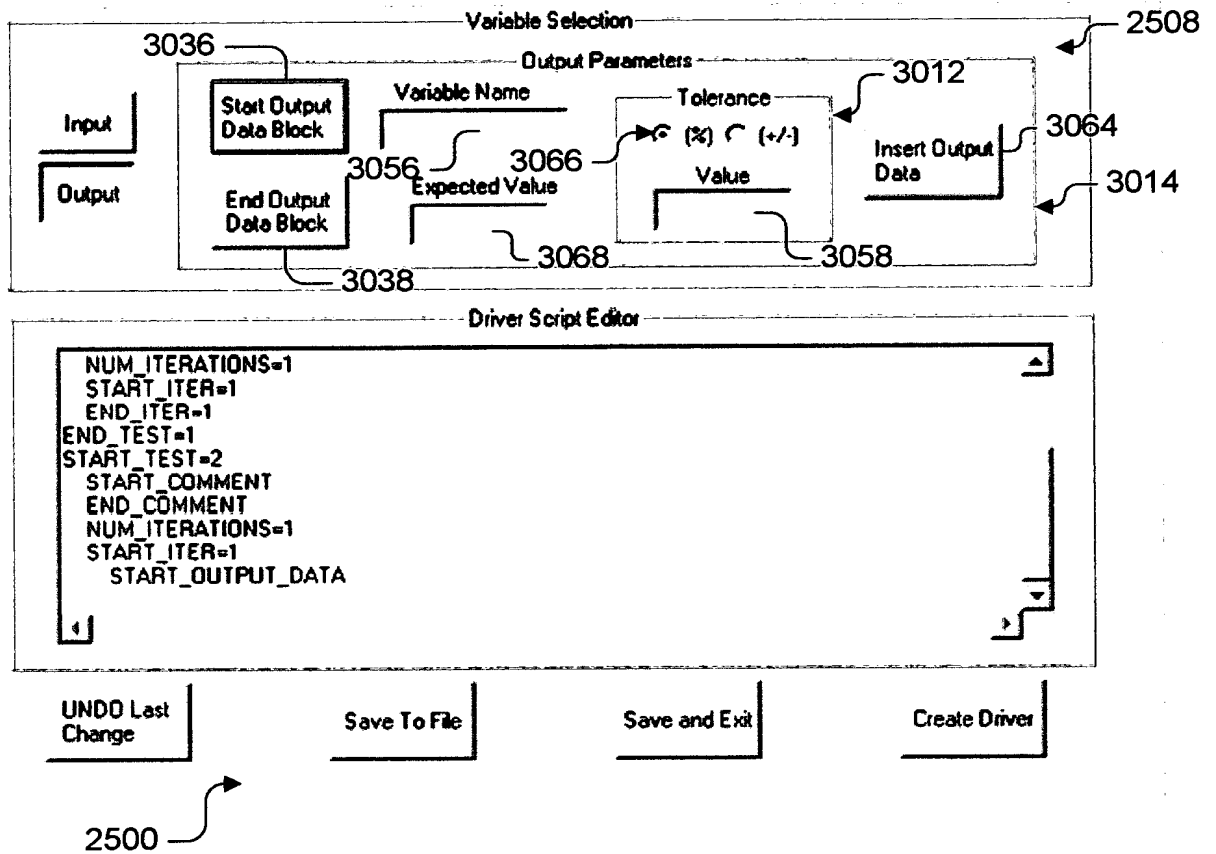 Variable Selection
2508
3036
Output Parameters
3012
Start Output
Data Block
Variable Name
Tolerance
Input
(%) (+/-)
3064
3056
3066
Insert Output
Data
Output
End Output
Data Block
Expected Value
Value
3014
3068
3058
3038
Driver Script Editor
NUM_ITERATIONS=1
START_ITER=1
END_ITER=1
END_TEST=1
START_TEST=2
START_COMMENT
END_COMMENT
NUM_ITERATIONS=1
START_ITER=1
START_OUTPUT_DATA
UNDO Last
Change
Save To File
Save and Exit
Create Driver
2500